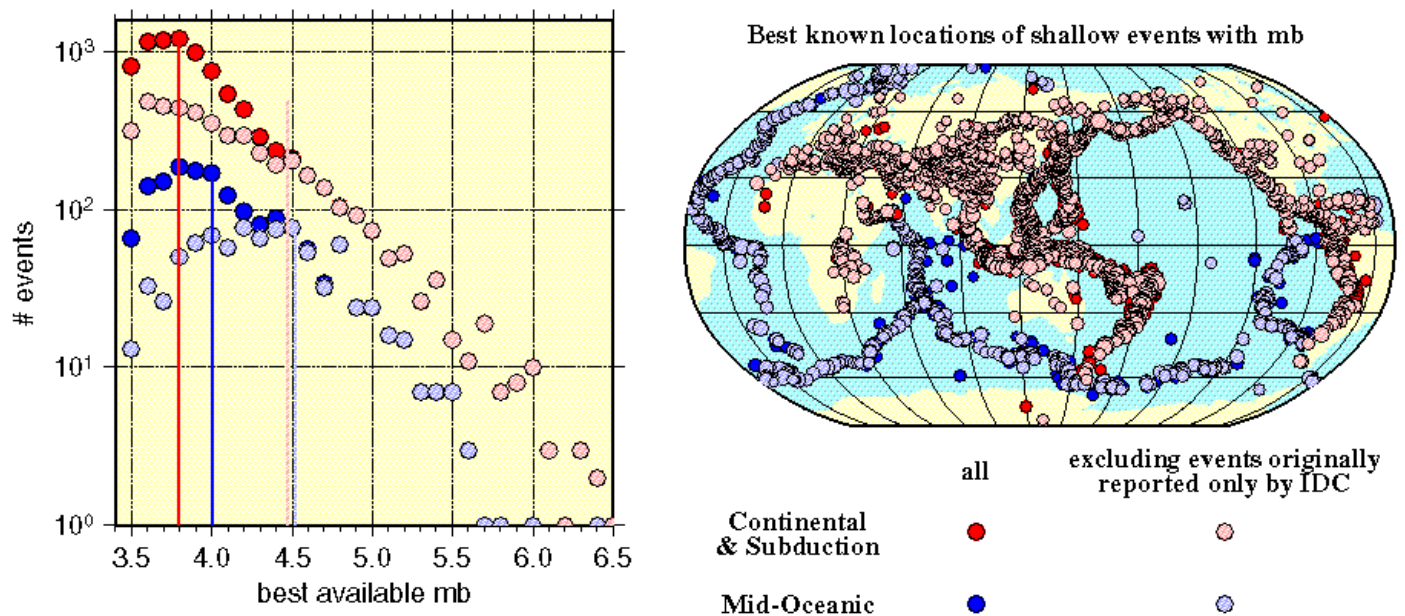 10³
10²
10¹
10⁰
# events
3.5 4.0 4.5 5.0 5.5 6.0 6.5
best available mb
Best known locations of shallow events with mb
all
excluding events originally
reported only by IDC
Continental
& Subduction
Mid-Oceanic